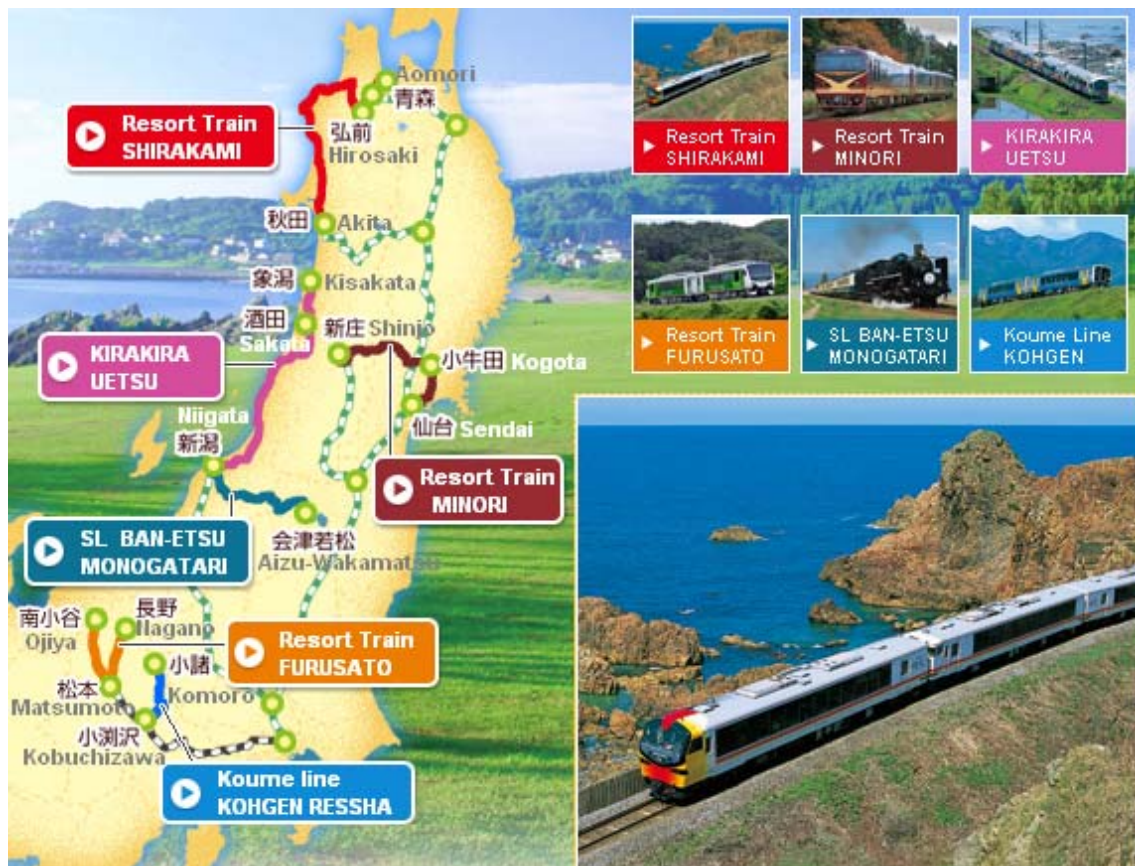 Aomori
青森
弘前
Hirosaki
Resort Train
SHIRAKAMI
秋田
Akita
象潟
Kisakata
酒田
Sakata
新庄
Shinjo
小牛田
Kogota
KIRAKIRA
UETSU
Niigata
新潟
仙台
Sendai
Resort Train
MINORI
SL BAN-ETSU
MONOGATARI
会津若松
Aizu-Wakamatsu
南小谷
Ojiya
長野
Nagano
Resort Train
FURUSATO
小諸
Komoro
松本
Matsumoto
小渕沢
Kobuchizawa
Koume line
KOHGEN RESSHA
Resort Train
SHIRAKAMI
Resort Train
MINORI
KIRAKIRA
UETSU
Resort Train
FURUSATO
SL BAN-ETSU
MONOGATARI
Koume Line
KOHGEN